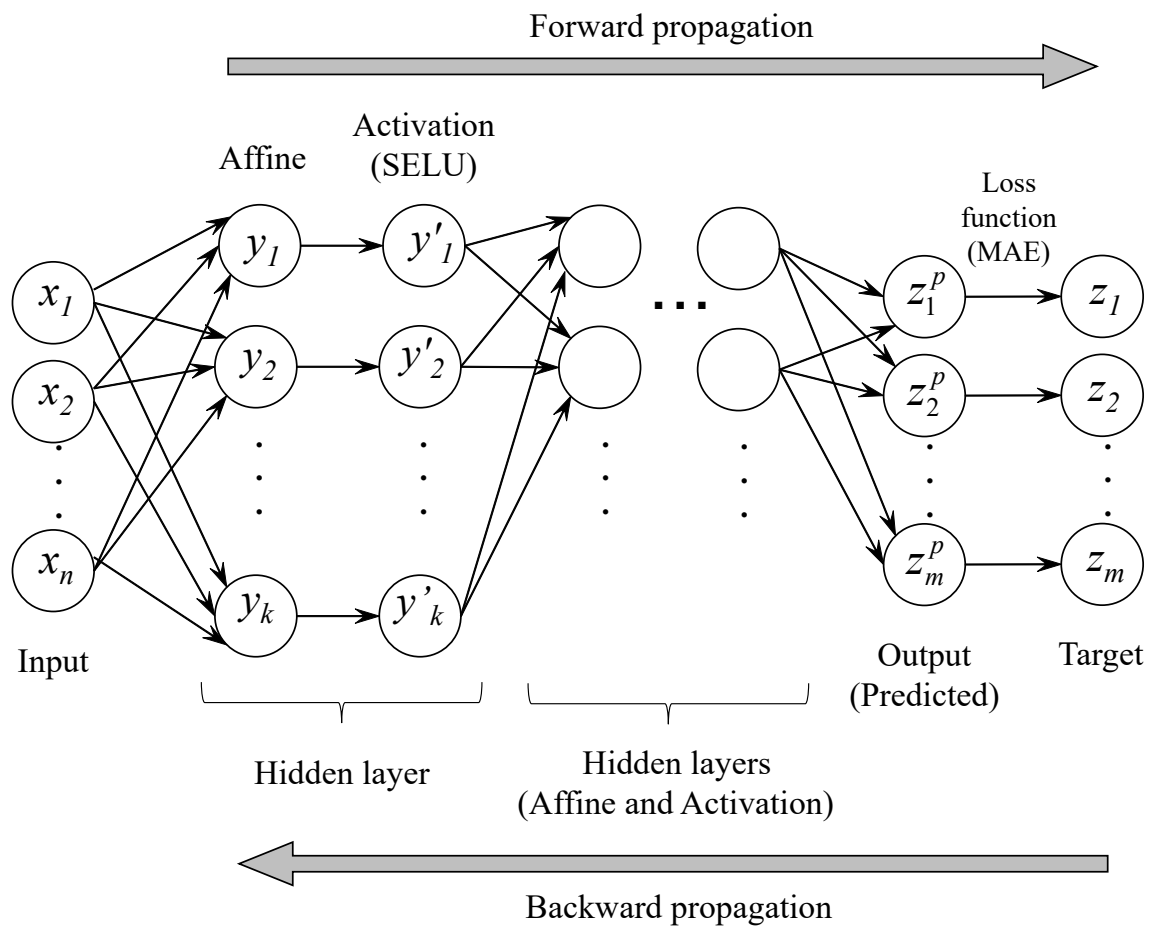 Forward propagation
Activation
(SELU)
Affine
Loss
function
(MAE)
y₁
y'₁
x₁
z₁ᵖ
z₁
...
y₂
y'₂
x₂
z₂ᵖ
z₂
xₙ
zₘᵖ
zₘ
yₖ
y’ₖ
Input
Output
(Predicted)
Target
Hidden layer
Hidden layers
(Affine and Activation)
Backward propagation